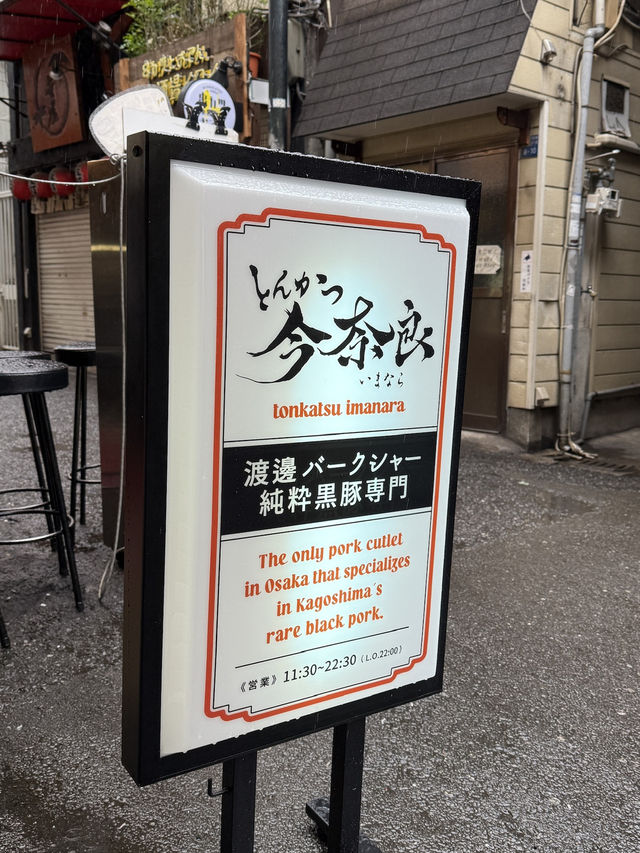 とんかつ
今奈良
いまなら
tonkatsu imanara
渡邊バークシャー
純粋黒豚専門
The only pork cutlet
in Osaka that specializes
in Kagoshima's
rare black pork.
《営業》 11:30~22:30 (L.O.22:00)